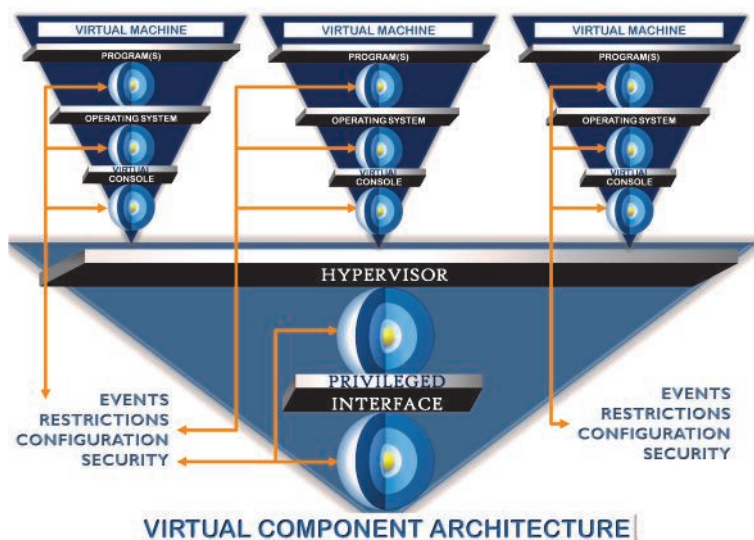 VIRTUAL MACHINE
PROGRAM(S)
OPERATING SYSTEM
VIRTUAL
CONSOLE
VIRTUAL MACHINE
PROGRAM(S)
OPERATING SYSTEM
VIRTUAL
CONSOLE
VIRTUAL MACHINE
PROGRAM(S)
OPERATING SYSTEM
VIRTUAL
CONSOLE
HYPERVISOR
PRIVILEGED
INTERFACE
EVENTS
RESTRICTIONS
CONFIGURATION
SECURITY
EVENTS
RESTRICTIONS
CONFIGURATION
SECURITY
VIRTUAL COMPONENT ARCHITECTURE